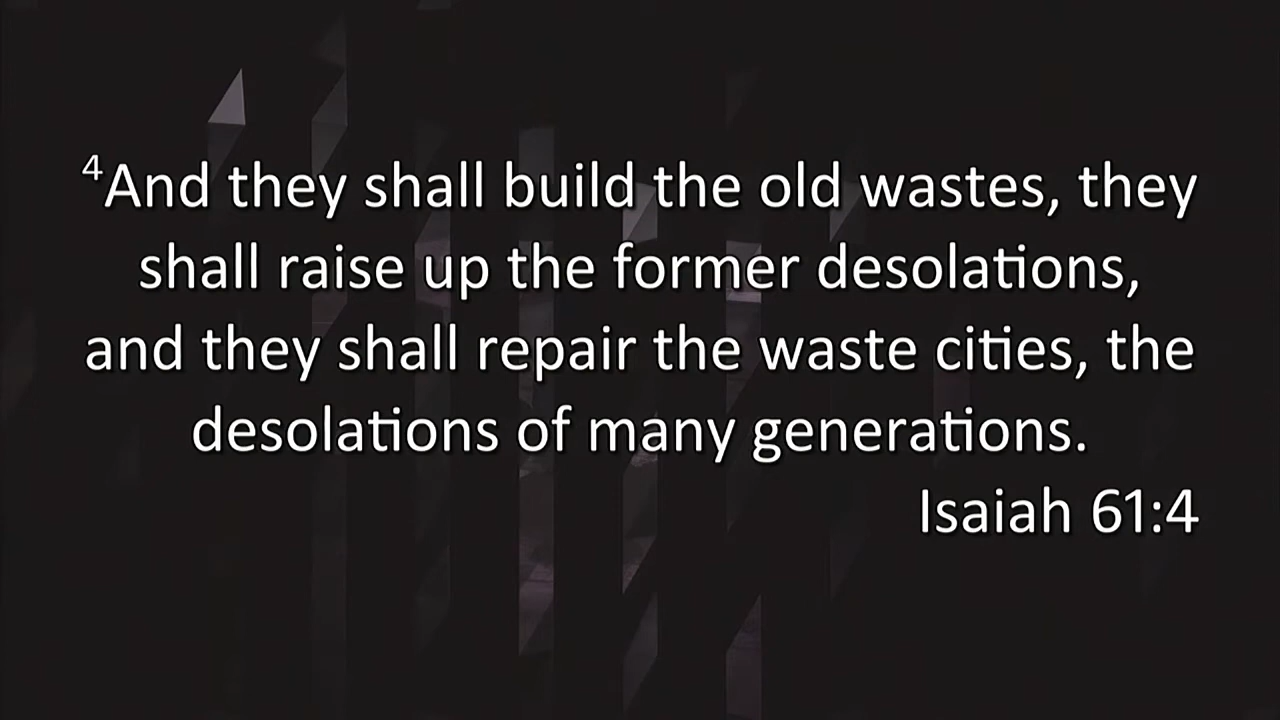 ⁴And they shall build the old wastes, they
shall raise up the former desolations,
and they shall repair the waste cities, the
desolations of many generations.
Isaiah 61:4